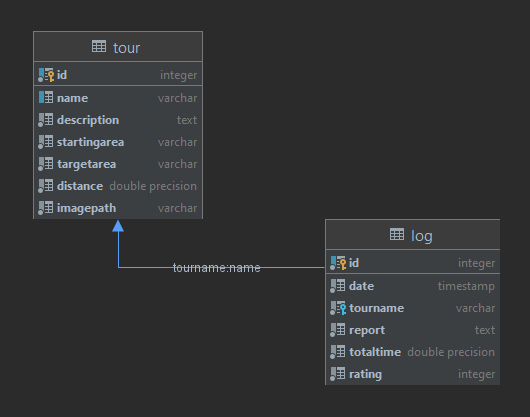 tour
id integer
name varchar
description text
startingarea varchar
targetarea varchar
distance double precision
imagepath varchar
tourname:name
log
id integer
date timestamp
tourname varchar
report text
totaltime double precision
rating integer